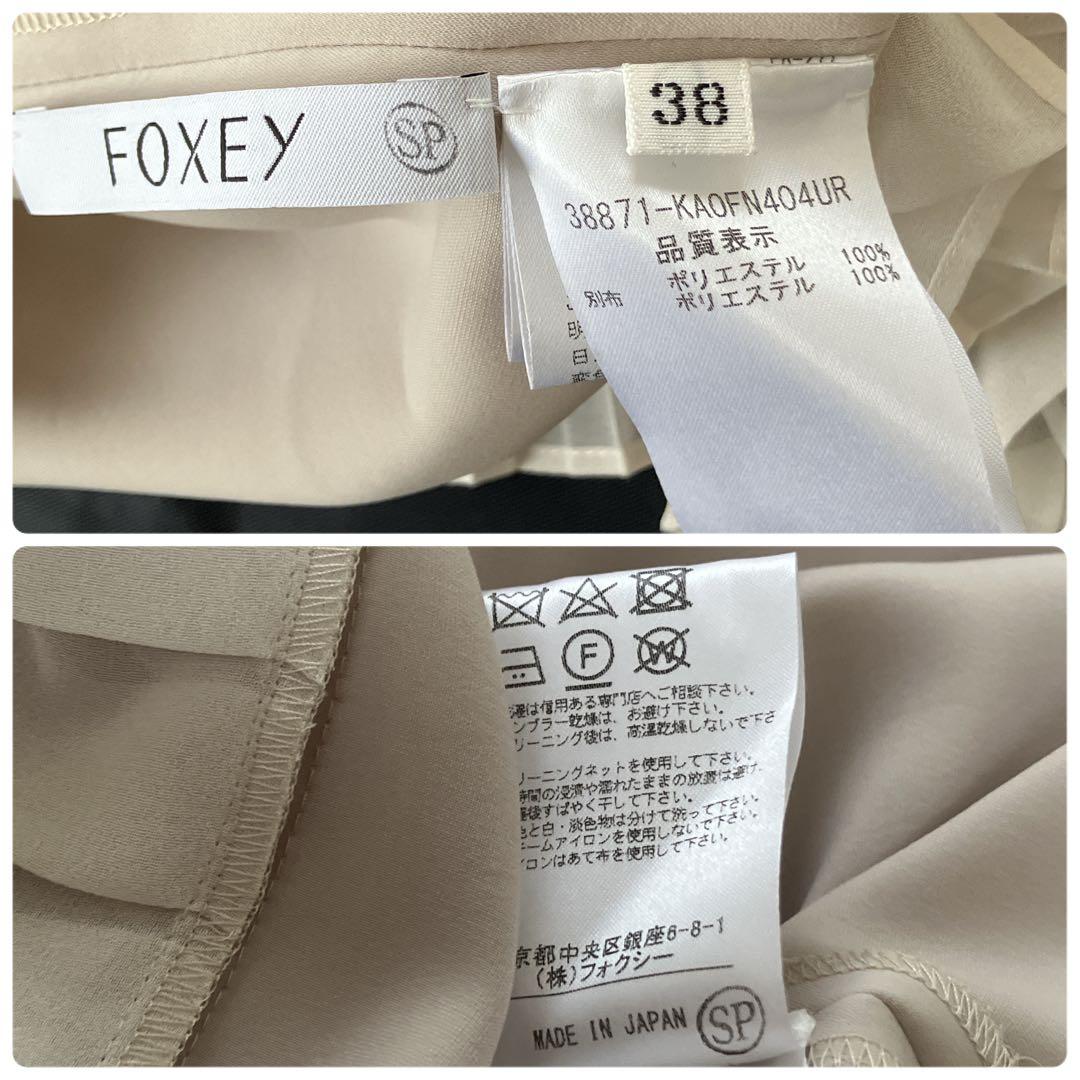 FOXEY SP
38
38871-KAOFN404UR
品質表示
ポリエステル 100%
別布 ポリエステル 100%
明
日
F
W
は信用ある専門店へご相談下さい。
ンブラー乾燥は、お避け下さい。
リーニング後は、高温乾燥しないで下さ
リーニングネットを使用して下さい。
時間の浸漬や濡れたままの放置は避け
後すばやく干して下さい。
色と白・淡色物は分けて洗って下さい。
チームアイロンを使用しないで下さい。
イロンはあて布を使用して下さい。
京都中央区銀座6-8-1
(株)フォクシー
MADE IN JAPAN SP